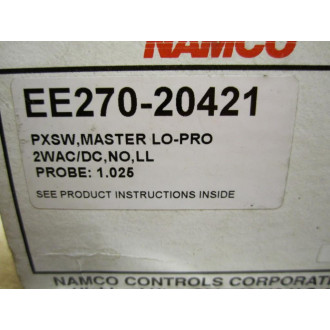 NAMCO
EE270-20421
PXSW,MASTER LO-PRO
2WAC/DC,NO,LL
PROBE: 1.025
SEE PRODUCT INSTRUCTIONS INSIDE
NAMCO CONTROLS CORPORAT